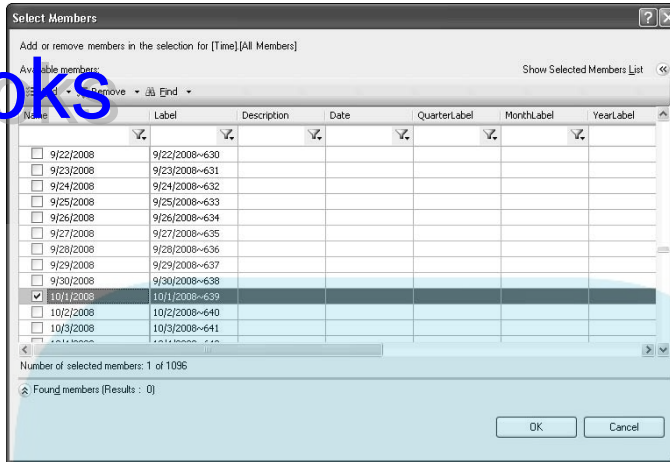 Select Members
Add or remove members in the selection for [Time].[All Members]
Available members:
Show Selected Members List
Remove Find
Name Label Description Date QuarterLabel MonthLabel YearLabel
9/22/2008 9/22/2008~630
9/23/2008 9/23/2008~631
9/24/2008 9/24/2008~632
9/25/2008 9/25/2008~633
9/26/2008 9/26/2008~634
9/27/2008 9/27/2008~635
9/28/2008 9/28/2008~636
9/29/2008 9/29/2008~637
9/30/2008 9/30/2008~638
10/1/2008 10/1/2008~639
10/2/2008 10/2/2008~640
10/3/2008 10/3/2008~641
Number of selected members: 1 of 1096
Found members (Results : 0)
OK Cancel
oks